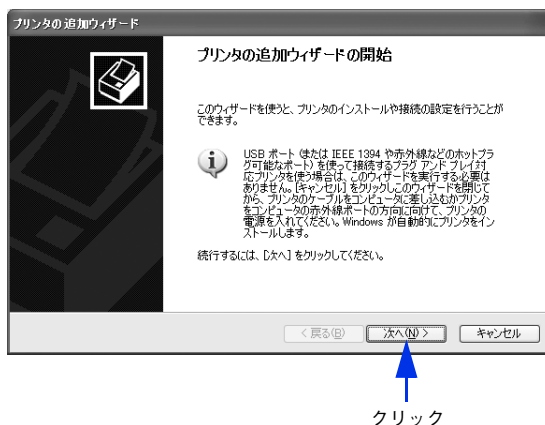 プリンタの追加ウィザード
プリンタの追加ウィザードの開始
このウィザードを使うと、プリンタのインストールや接続の設定を行うことが
できます。
USB ポート (または IEEE 1394 や赤外線などのホットプラ
グ可能なポート) を使って接続するプラグ アンド プレイ対
応プリンタを使う場合は、このウィザードを実行する必要は
ありません。[キャンセル] をクリックしこのウィザードを閉じて
から、プリンタのケーブルをコンピュータに差し込むかプリンタ
をコンピュータの赤外線ポートの方向に向けて、プリンタの
電源を入れてください。Windows が自動的にプリンタをイン
ストールします。
続行するには、[次へ] をクリックしてください。
< 戻る(B)
次へ(N) >
キャンセル
クリック